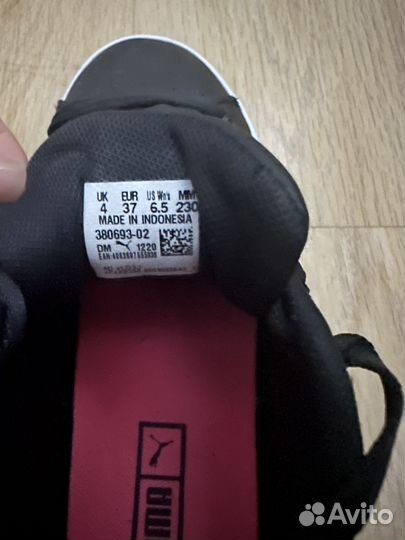 UK EUR US Wn's MM
4 37 6.5 230
MADE IN INDONESIA
380693-02
DM 1220
PUMA
Avito